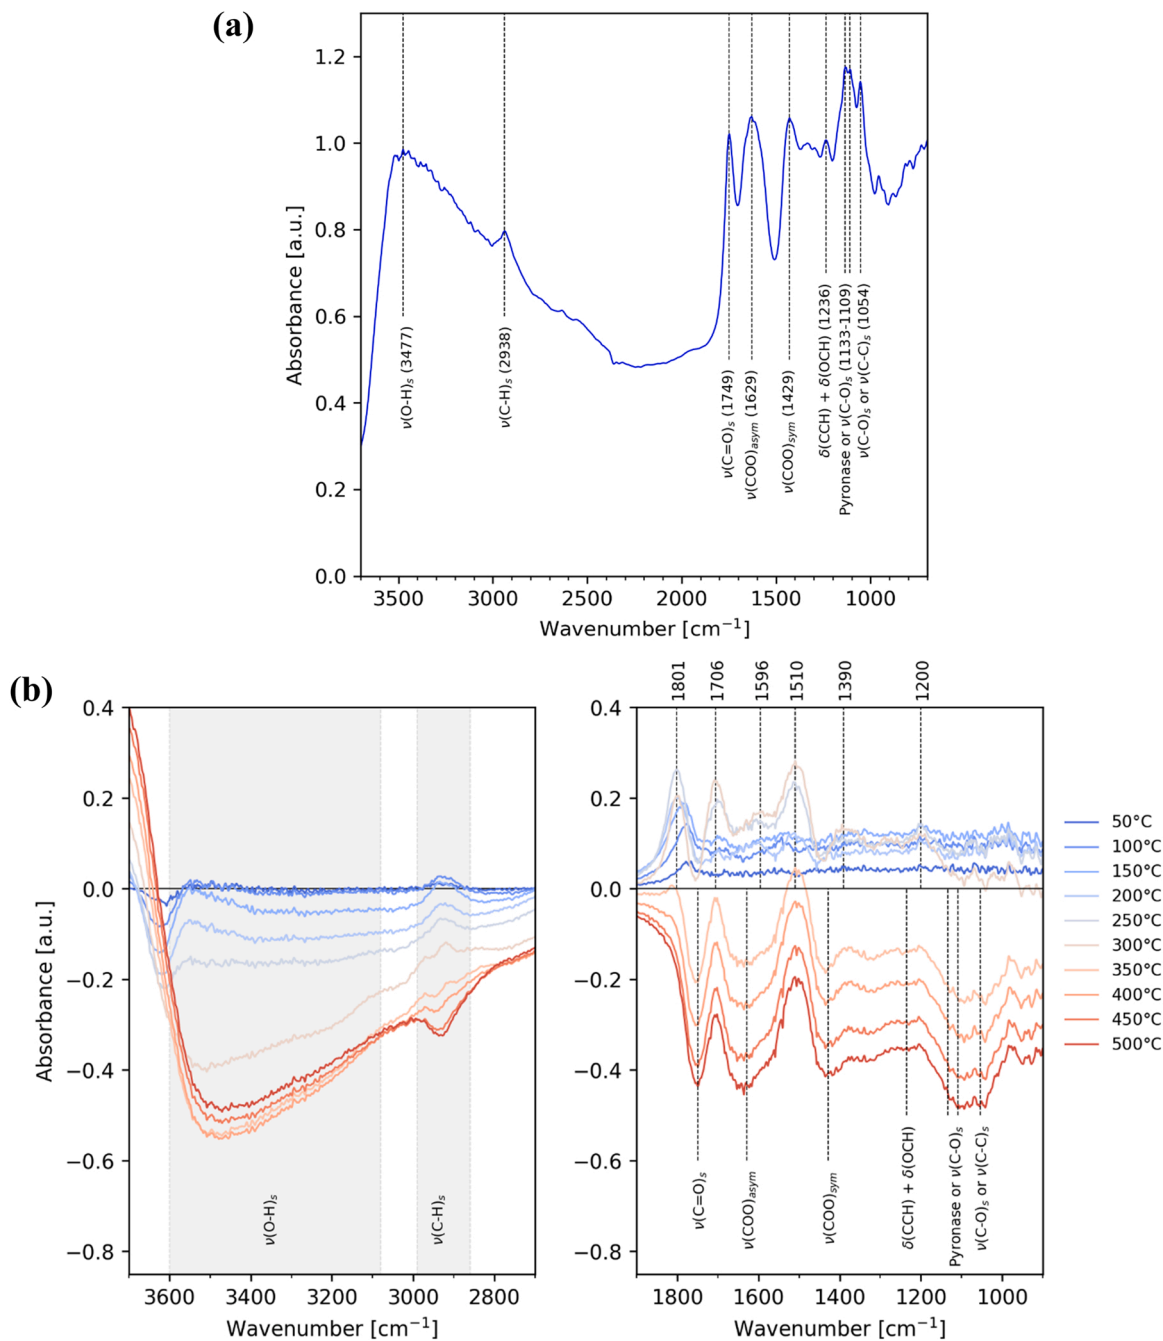 (a)
Absorbance [a.u.]
1.2
1.0
0.8
0.6
0.4
0.2
0.0
ν(O-H)s (3477)
ν(C-H)s (2938)
ν(C=O)s (1749)
ν(COO)asym (1629)
ν(COO)sym (1429)
δ(CCH) + δ(OCH) (1236)
Pyronase or ν(C-O)s (1133-1109)
ν(C-O)s or ν(C-C)s (1054)
3500 3000 2500 2000 1500 1000
Wavenumber [cm−1]
(b)
Absorbance [a.u.]
0.4
0.2
0.0
−0.2
−0.4
−0.6
−0.8
ν(O-H)s
ν(C-H)s
3600 3400 3200 3000 2800
Wavenumber [cm−1]
1801
1706
1596
1510
1390
1200
0.4
0.2
0.0
−0.2
−0.4
−0.6
−0.8
ν(C=O)s
ν(COO)asym
ν(COO)sym
δ(CCH) + δ(OCH)
Pyronase or ν(C-O)s
ν(C-O)s or ν(C-C)s
1800 1600 1400 1200 1000
Wavenumber [cm−1]
50°C
100°C
150°C
200°C
250°C
300°C
350°C
400°C
450°C
500°C